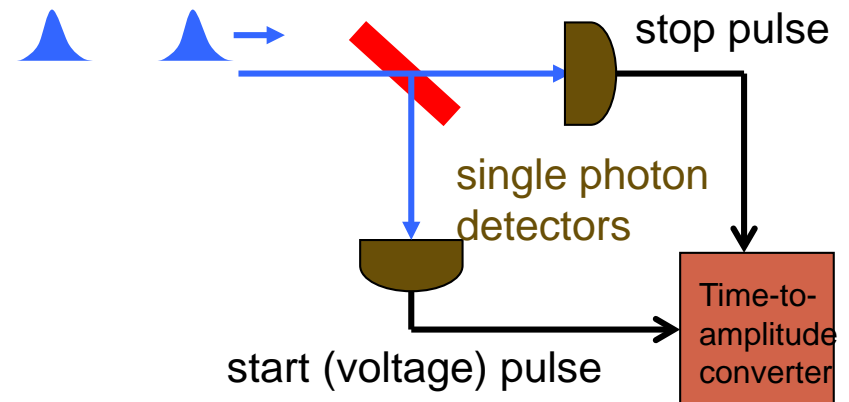 stop pulse
single photon
detectors
Time-to-
amplitude
converter
start (voltage) pulse